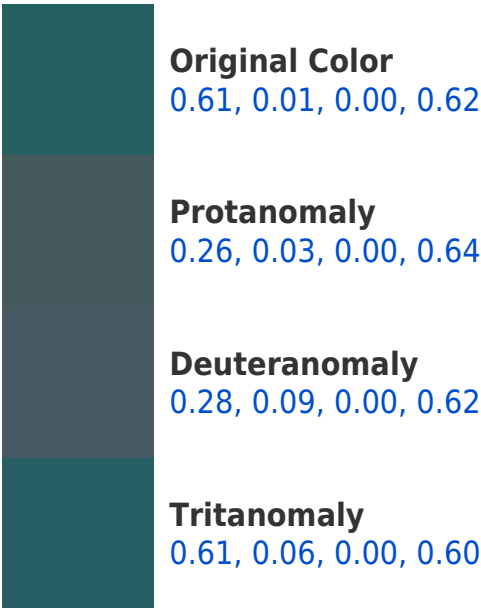 Original Color
0.61, 0.01, 0.00, 0.62
Protanomaly
0.26, 0.03, 0.00, 0.64
Deuteranomaly
0.28, 0.09, 0.00, 0.62
Tritanomaly
0.61, 0.06, 0.00, 0.60